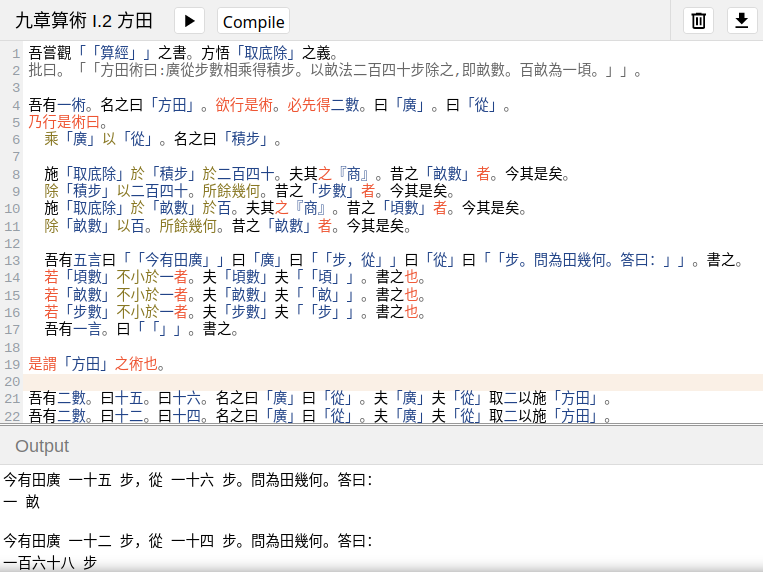 九章算術 I.2 方田
Compile
1 吾嘗觀「「算經」」之書。方悟「取底除」之義。
2 批曰。「「方田術曰:廣從步數相乘得積步。以畝法二百四十步除之,即畝數。百畝為一頃。」」。
3
4 吾有一術。名之曰「方田」。欲行是術。必先得二數。曰「廣」。曰「從」。
5 乃行是術曰。
6 乘「廣」以「從」。名之曰「積步」。
7
8 施「取底除」於「積步」於二百四十。夫其之『商』。昔之「畝數」者。今其是矣。
9 除「積步」以二百四十。所餘幾何。昔之「步數」者。今其是矣。
10 施「取底除」於「畝數」於百。夫其之『商』。昔之「頃數」者。今其是矣。
11 除「畝數」以百。所餘幾何。昔之「畝數」者。今其是矣。
12
13 吾有五言曰「「今有田廣」」曰「廣」曰「「步，從」」曰「從」曰「「步。問為田幾何。答曰：」」。書之。
14 若「頃數」不小於一者。夫「頃數」夫「「頃」」。書之也。
15 若「畝數」不小於一者。夫「畝數」夫「「畝」」。書之也。
16 若「步數」不小於一者。夫「步數」夫「「步」」。書之也。
17 吾有一言。曰「「」」。書之。
18
19 是謂「方田」之術也。
20
21 吾有二數。曰十五。曰十六。名之曰「廣」曰「從」。夫「廣」夫「從」取二以施「方田」。
22 吾有二數。曰十二。曰十四。名之曰「廣」曰「從」。夫「廣」夫「從」取二以施「方田」。
Output
今有田廣 一十五 步，從 一十六 步。問為田幾何。答曰：
一 畝
今有田廣 一十二 步，從 一十四 步。問為田幾何。答曰：
一百六十八 步